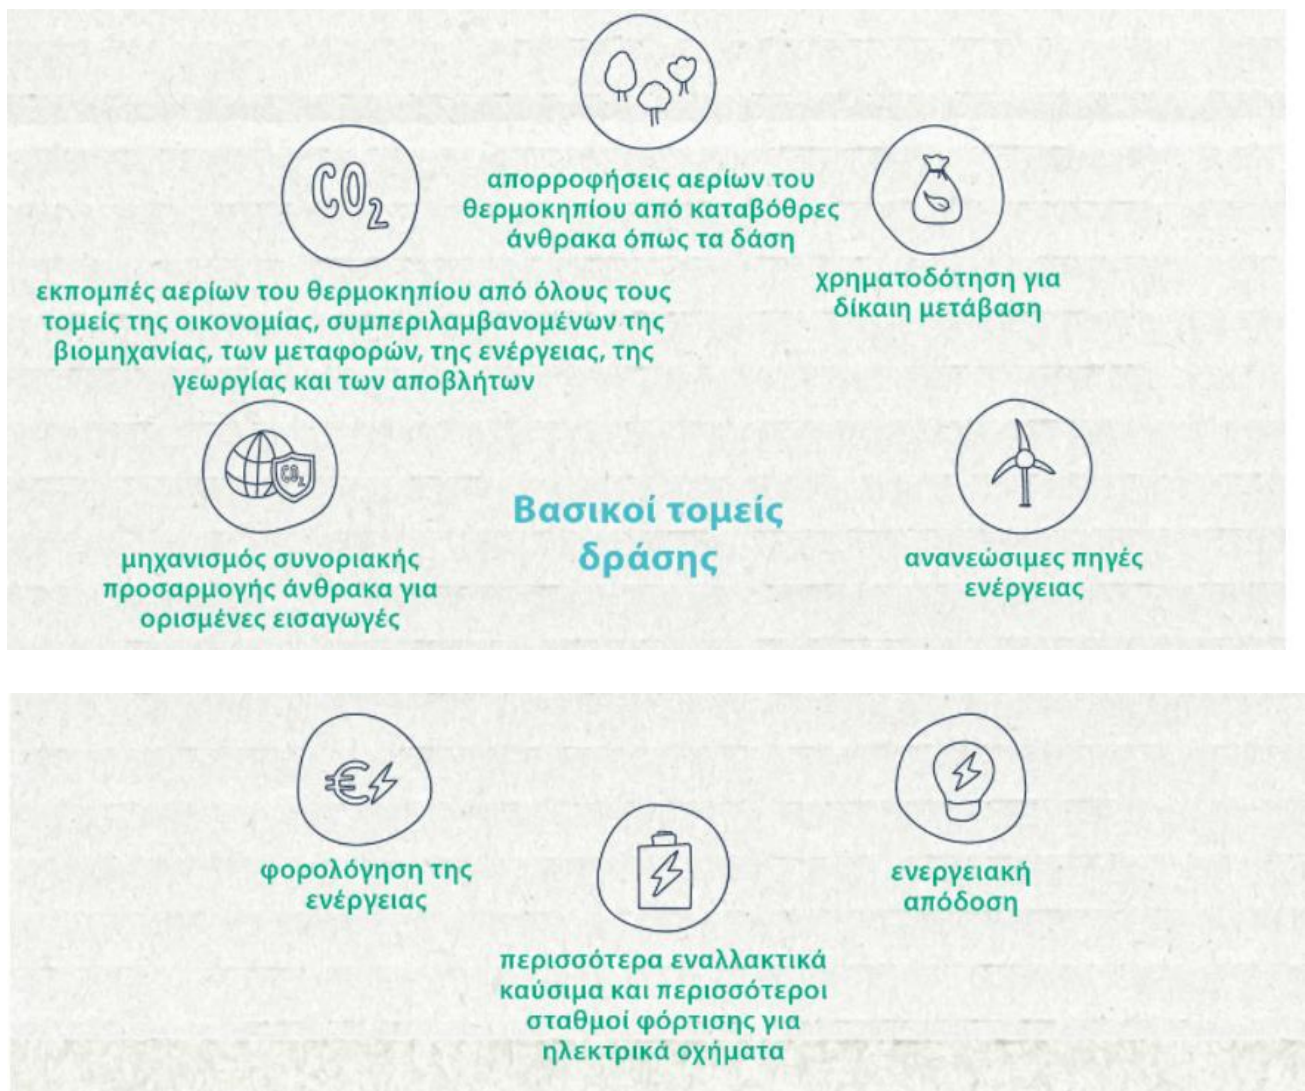 CO2
απορροφήσεις αερίων του
θερμοκηπίου από καταβόθρες
άνθρακα όπως τα δάση
χρηματοδότηση για
δίκαιη μετάβαση
εκπομπές αερίων του θερμοκηπίου από όλους τους
τομείς της οικονομίας, συμπεριλαμβανομένων της
βιομηχανίας, των μεταφορών, της ενέργειας, της
γεωργίας και των αποβλήτων
CO2
Βασικοί τομείς
δράσης
μηχανισμός συνοριακής
προσαρμογής άνθρακα για
ορισμένες εισαγωγές
ανανεώσιμες πηγές
ενέργειας
€
φορολόγηση της
ενέργειας
ενεργειακή
απόδοση
περισσότερα εναλλακτικά
καύσιμα και περισσότεροι
σταθμοί φόρτισης για
ηλεκτρικά οχήματα